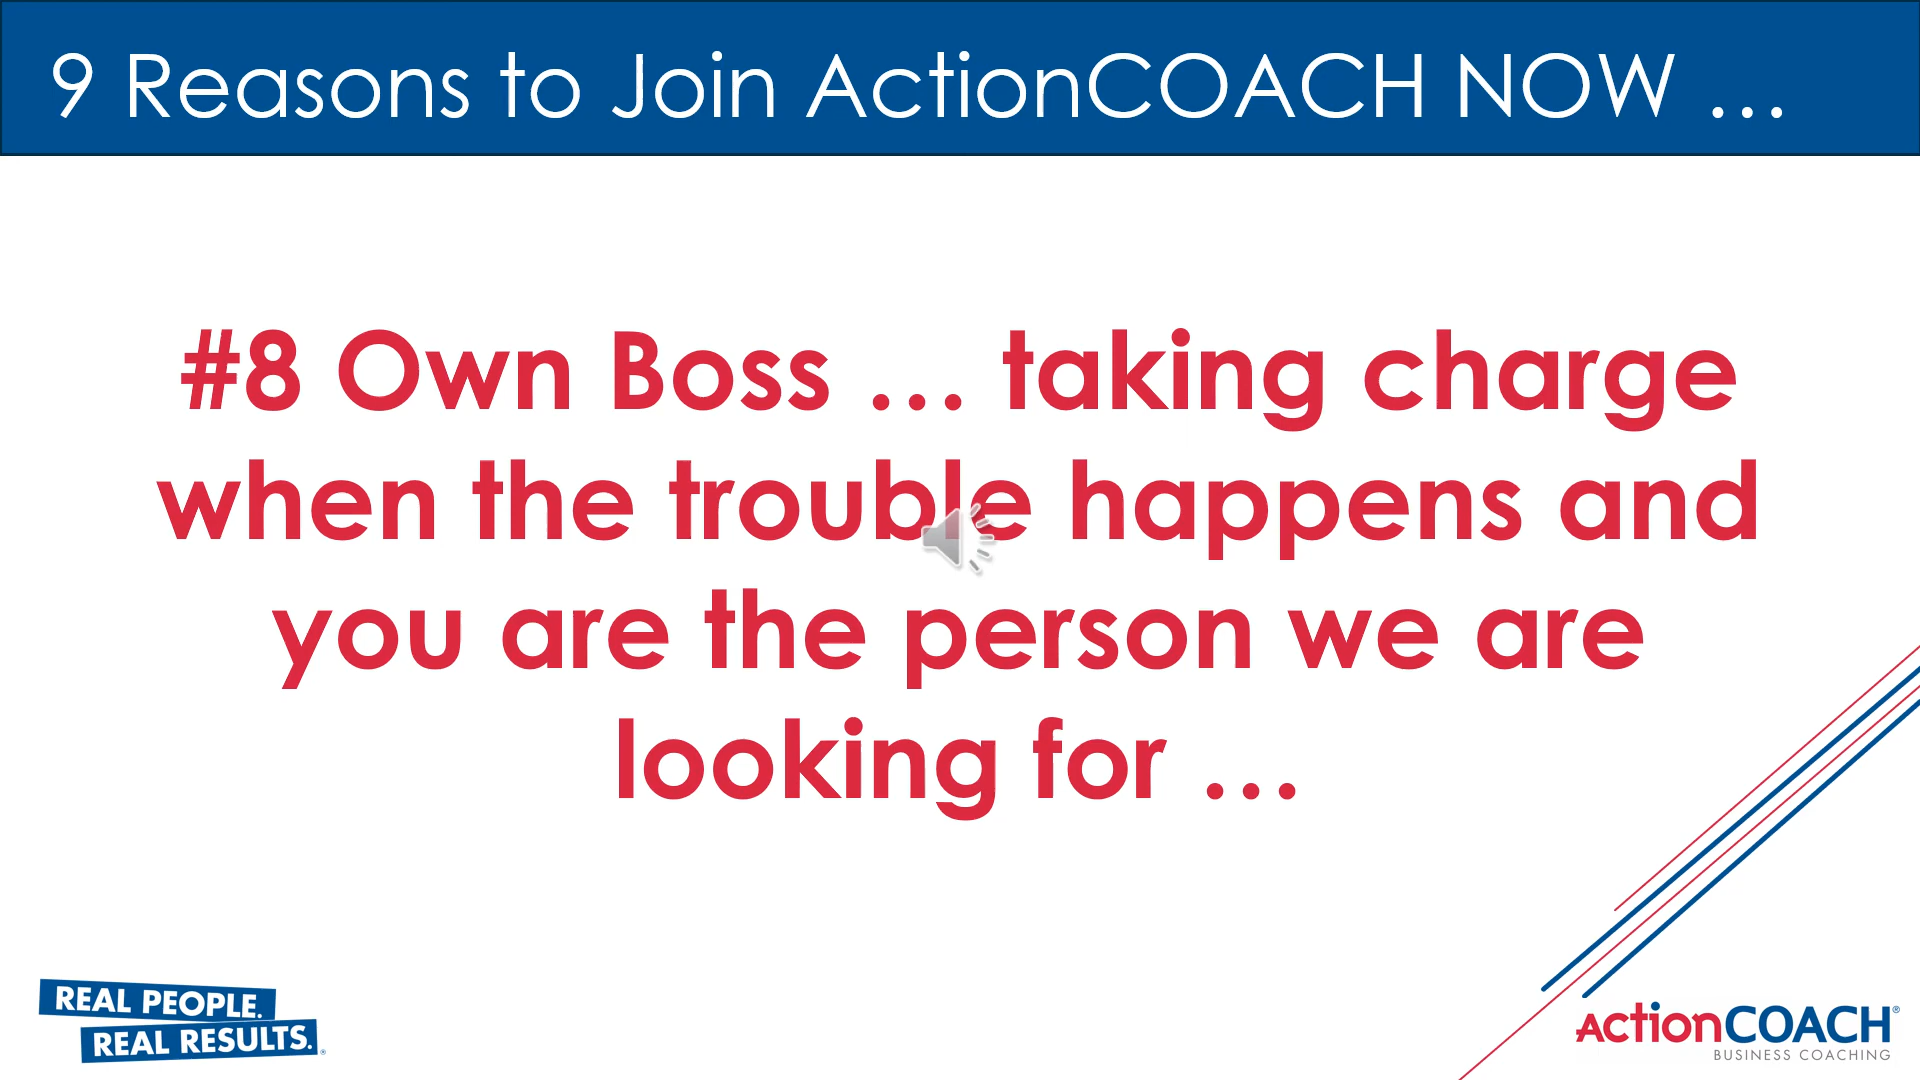 9 Reasons to Join ActionCOACH NOW …
#8 Own Boss … taking charge
when the trouble happens and
you are the person we are
looking for …
REAL PEOPLE.
REAL RESULTS.®
ActionCOACH®
BUSINESS COACHING